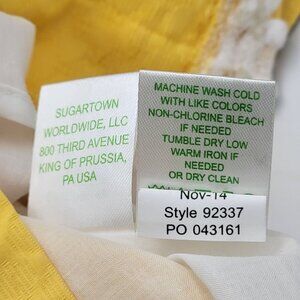 SUGARTOWN
WORLDWIDE, LLC
800 THIRD AVENUE
KING OF PRUSSIA,
PA USA
MACHINE WASH COLD
WITH LIKE COLORS
NON-CHLORINE BLEACH
IF NEEDED
TUMBLE DRY LOW
WARM IRON IF
NEEDED
OR DRY CLEAN
Nov-14
Style 92337
PO 043161